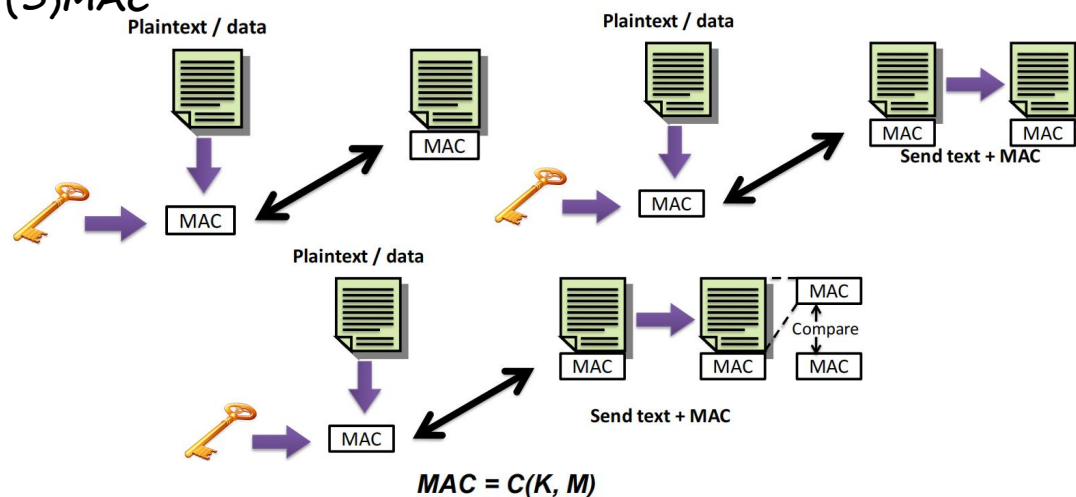 (3)MAC
Plaintext / data
MAC
MAC
Plaintext / data
MAC
MAC
MAC
Send text + MAC
Plaintext / data
MAC
MAC
MAC
MAC
Compare
MAC
Send text + MAC
MAC = C(K, M)